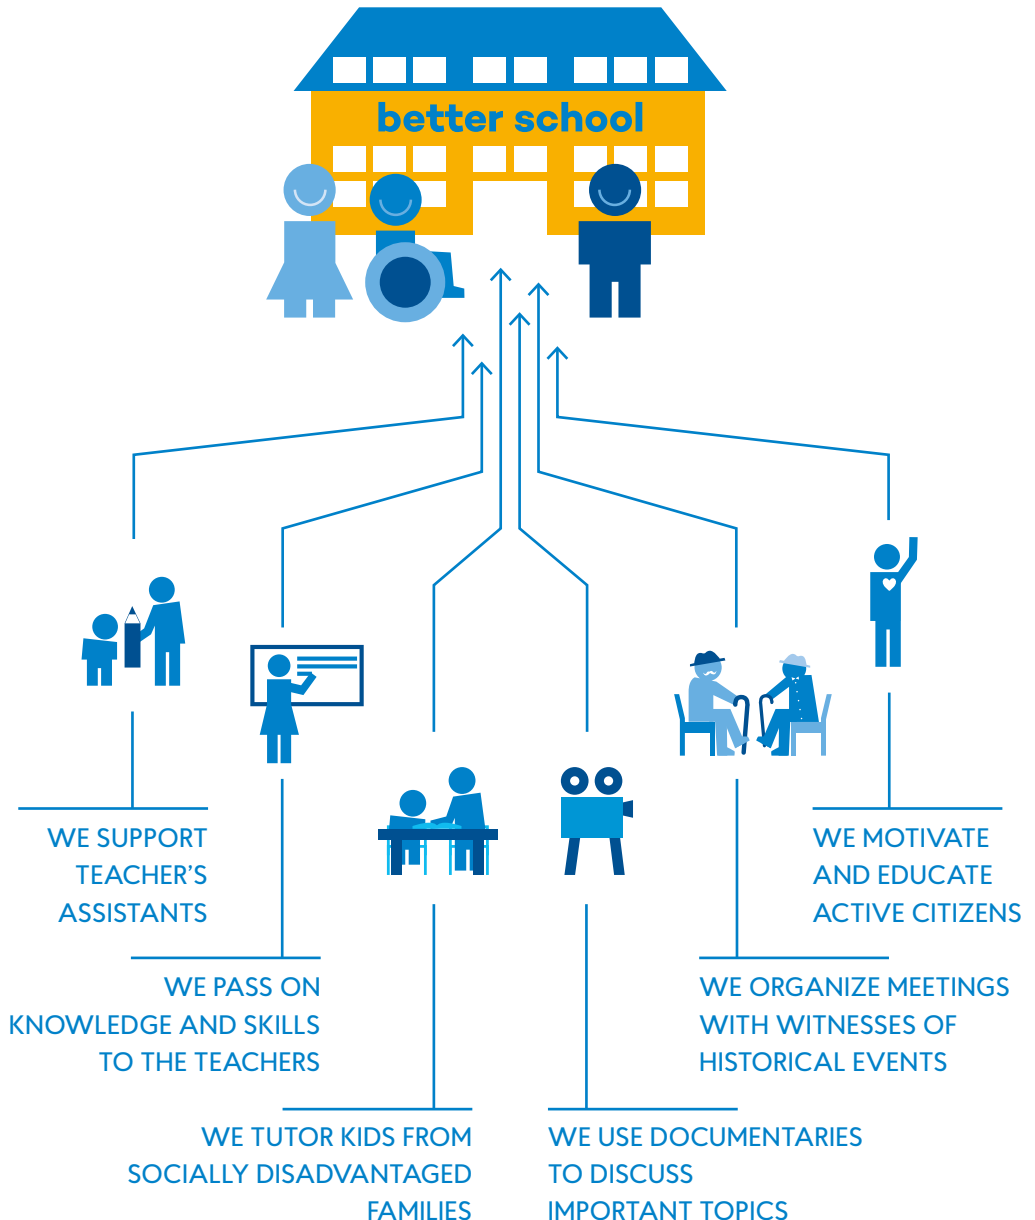 better school
WE SUPPORT
TEACHER'S
ASSISTANTS
WE MOTIVATE
AND EDUCATE
ACTIVE CITIZENS
WE PASS ON
KNOWLEDGE AND SKILLS
TO THE TEACHERS
WE ORGANIZE MEETINGS
WITH WITNESSES OF
HISTORICAL EVENTS
WE TUTOR KIDS FROM
SOCIALLY DISADVANTAGED
FAMILIES
WE USE DOCUMENTARIES
TO DISCUSS
IMPORTANT TOPICS